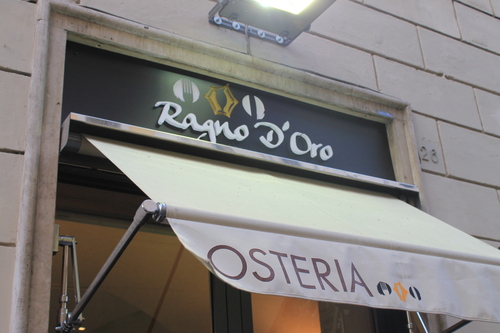 Ragno D'Oro
28
OSTERIA